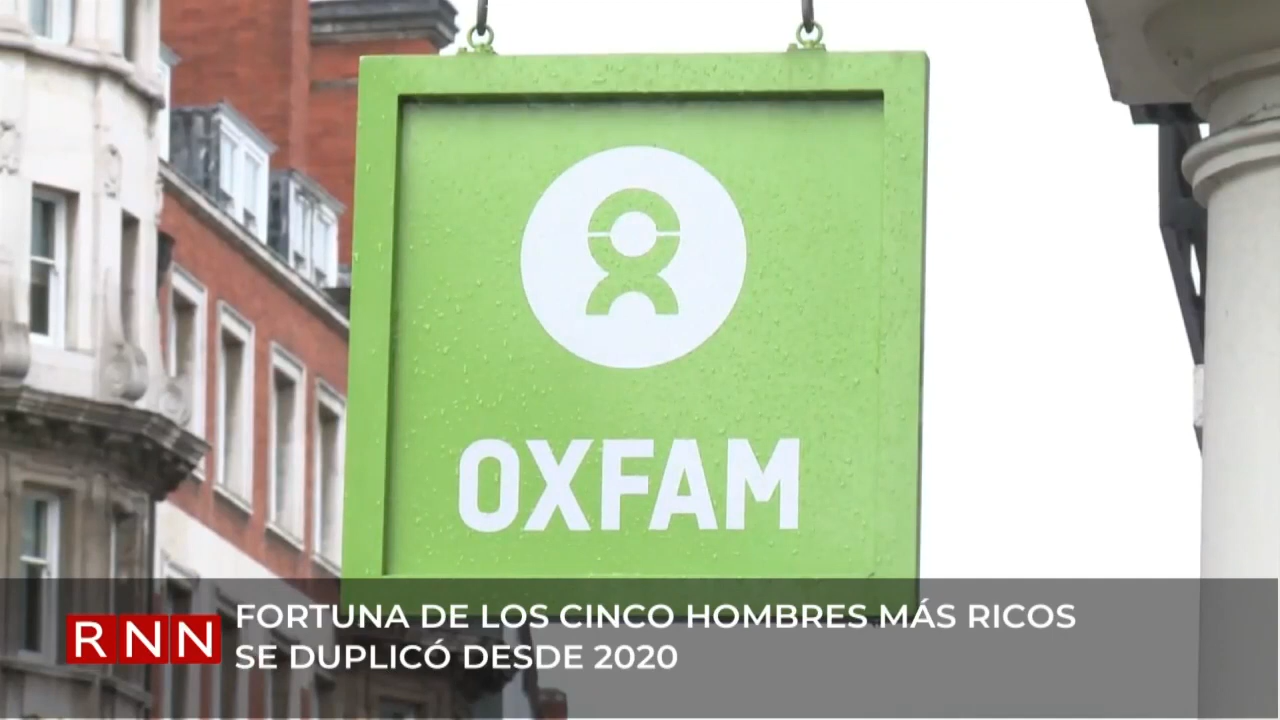 OXFAM
RNN
FORTUNA DE LOS CINCO HOMBRES MÁS RICOS
SE DUPLICÓ DESDE 2020